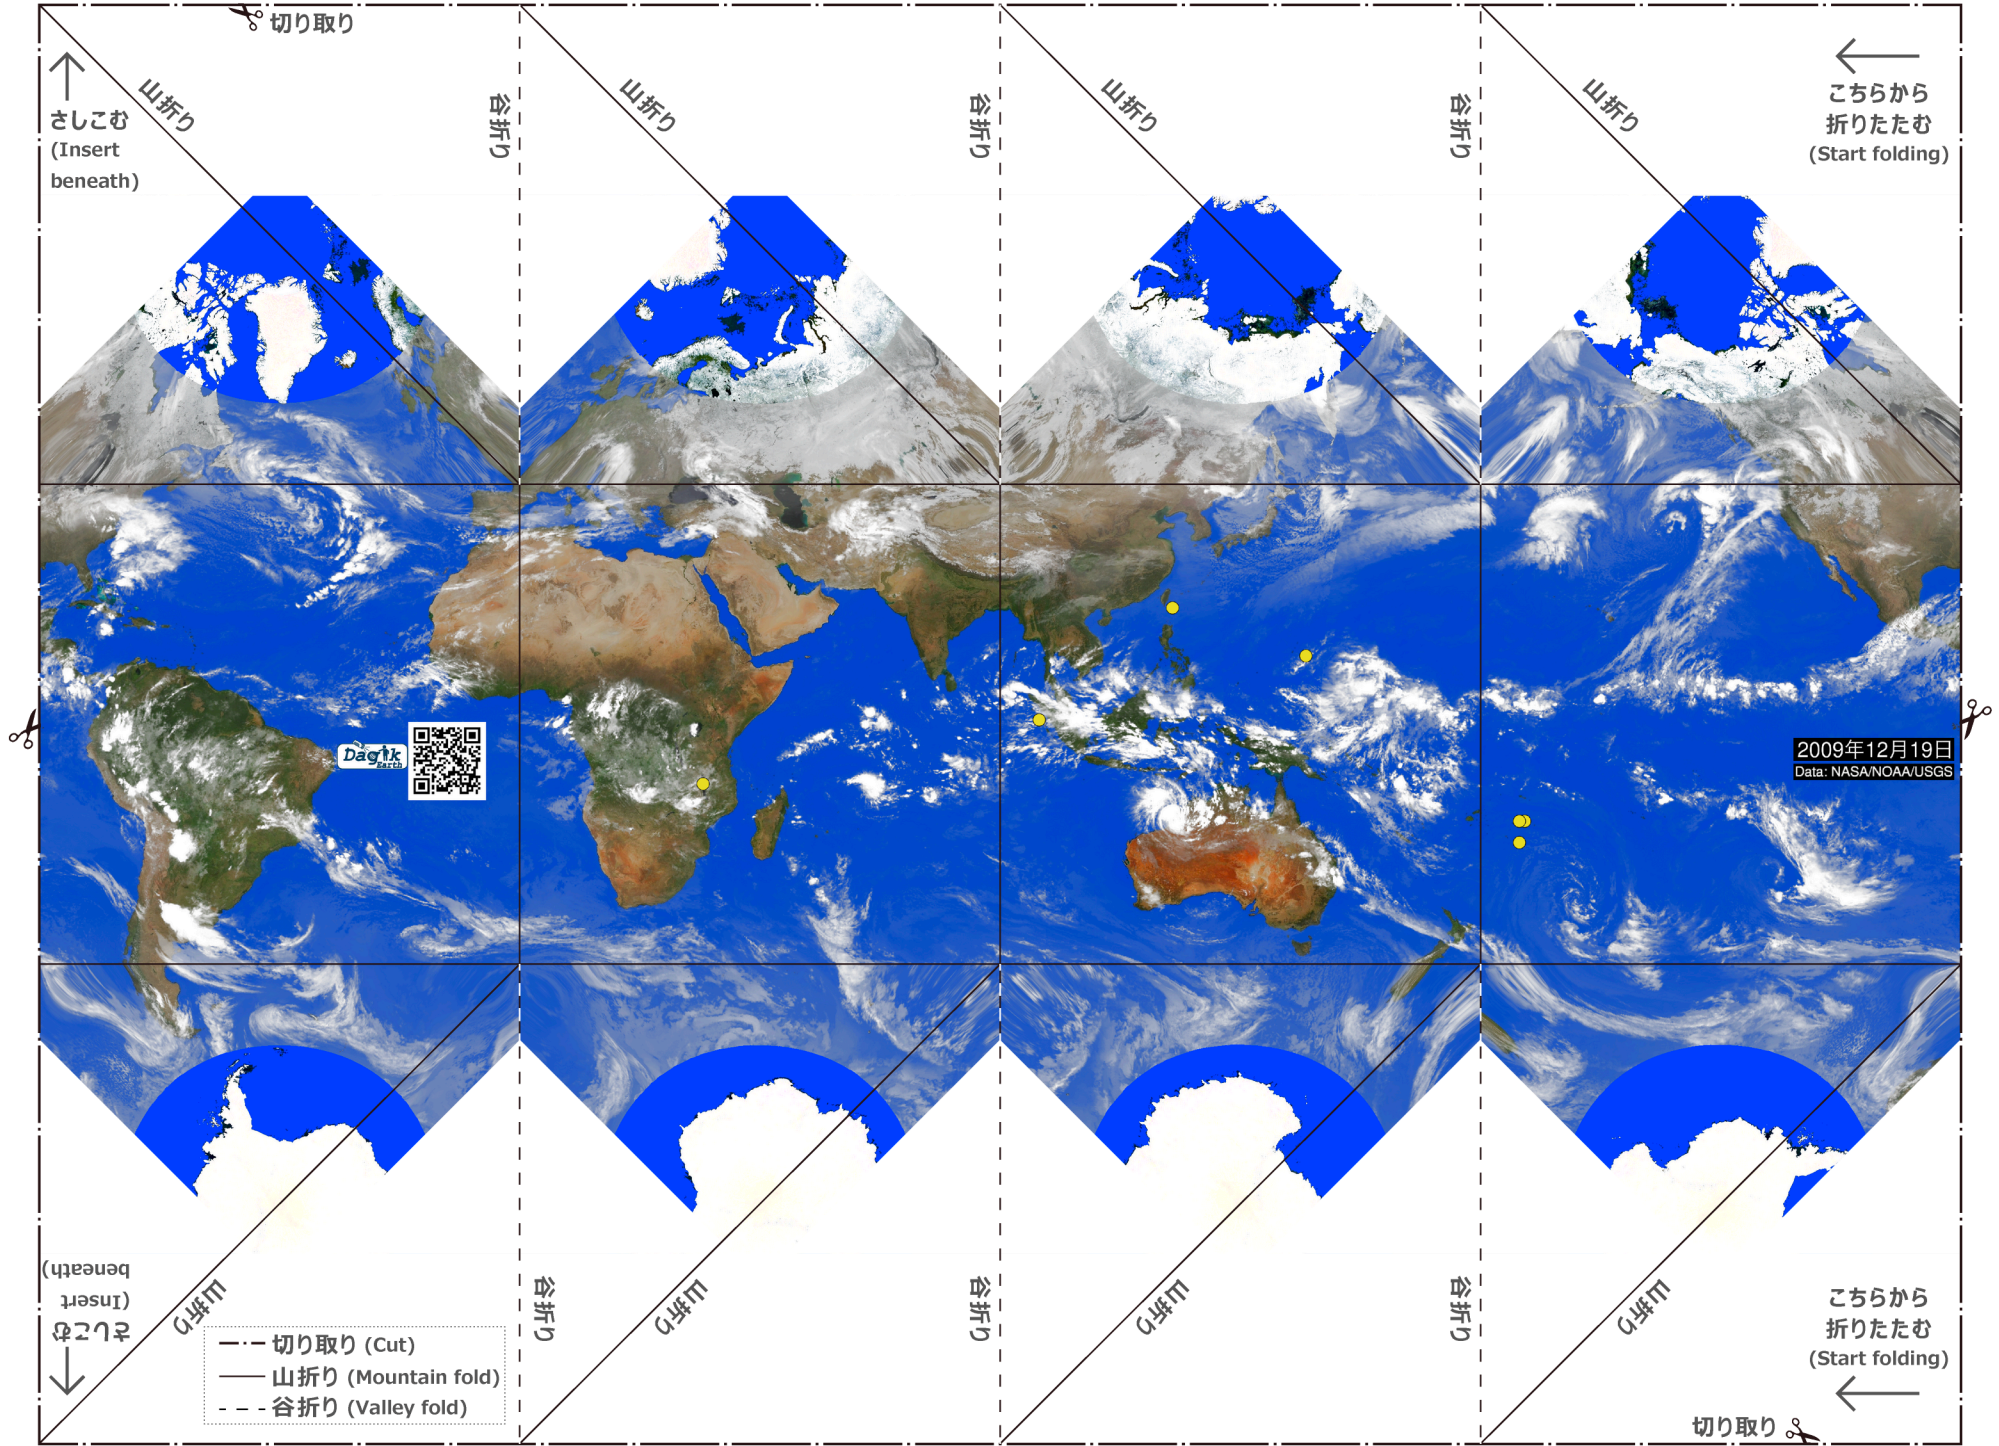 切り取り
さしこむ
(Insert
beneath)
山折り
谷折り
山折り
谷折り
山折り
谷折り
山折り
こちらから
折りたたむ
(Start folding)
Dagik
Earth
2009年12月19日
Data: NASA/NOAA/USGS
さしこむ
(Insert
beneath)
山折り
谷折り
山折り
谷折り
山折り
谷折り
山折り
こちらから
折りたたむ
(Start folding)
切り取り (Cut)
山折り (Mountain fold)
谷折り (Valley fold)
切り取り